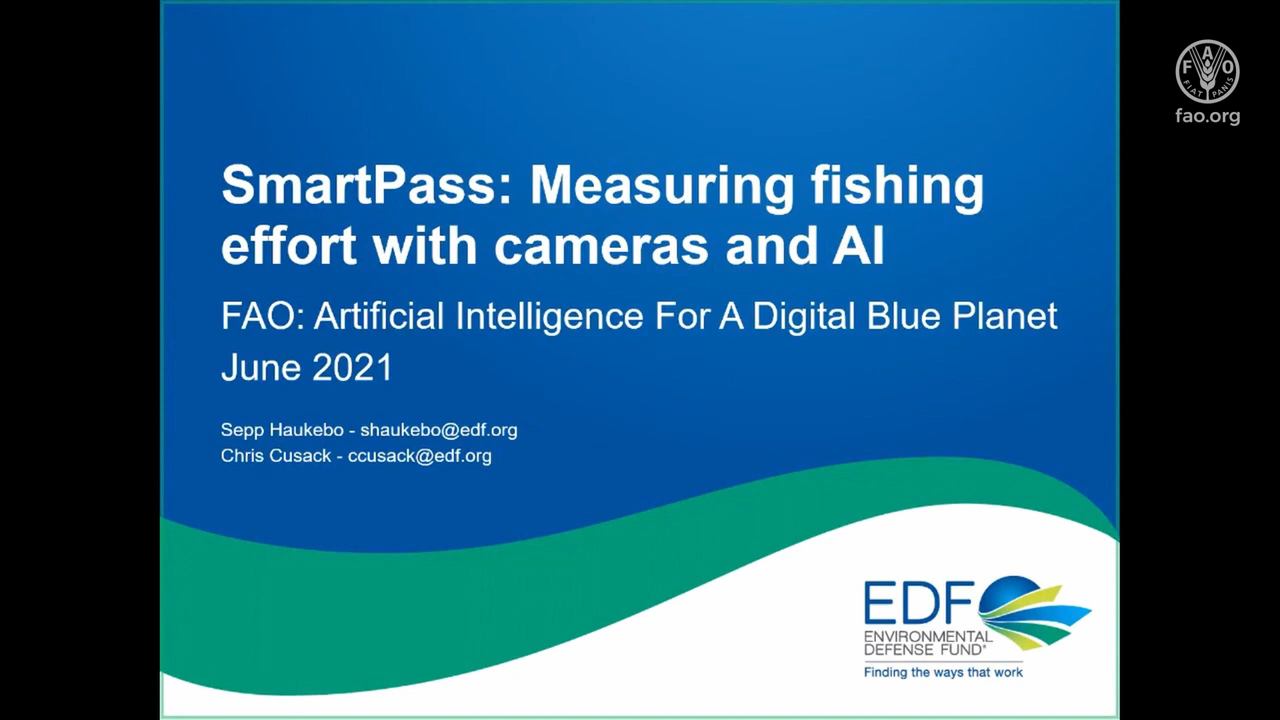 F A O
FIAT PANIS
fao.org
SmartPass: Measuring fishing
effort with cameras and AI
FAO: Artificial Intelligence For A Digital Blue Planet
June 2021
Sepp Haukebo - shaukebo@edf.org
Chris Cusack - ccusack@edf.org
EDF
ENVIRONMENTAL
DEFENSE FUND®
Finding the ways that work